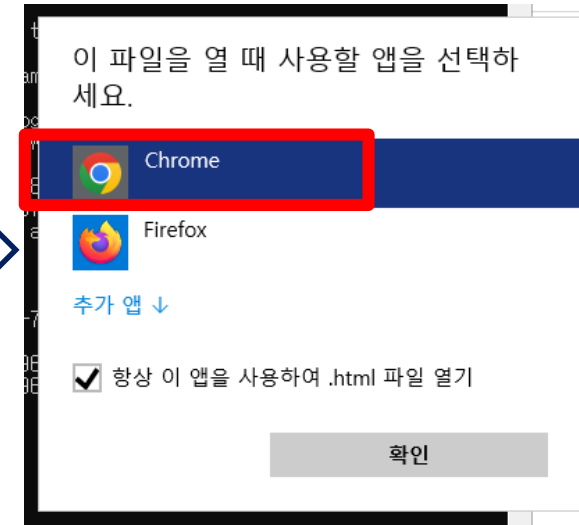 이 파일을 열 때 사용할 앱을 선택하
세요.
Chrome
Firefox
추가 앱 ↓
항상 이 앱을 사용하여 .html 파일 열기
확인